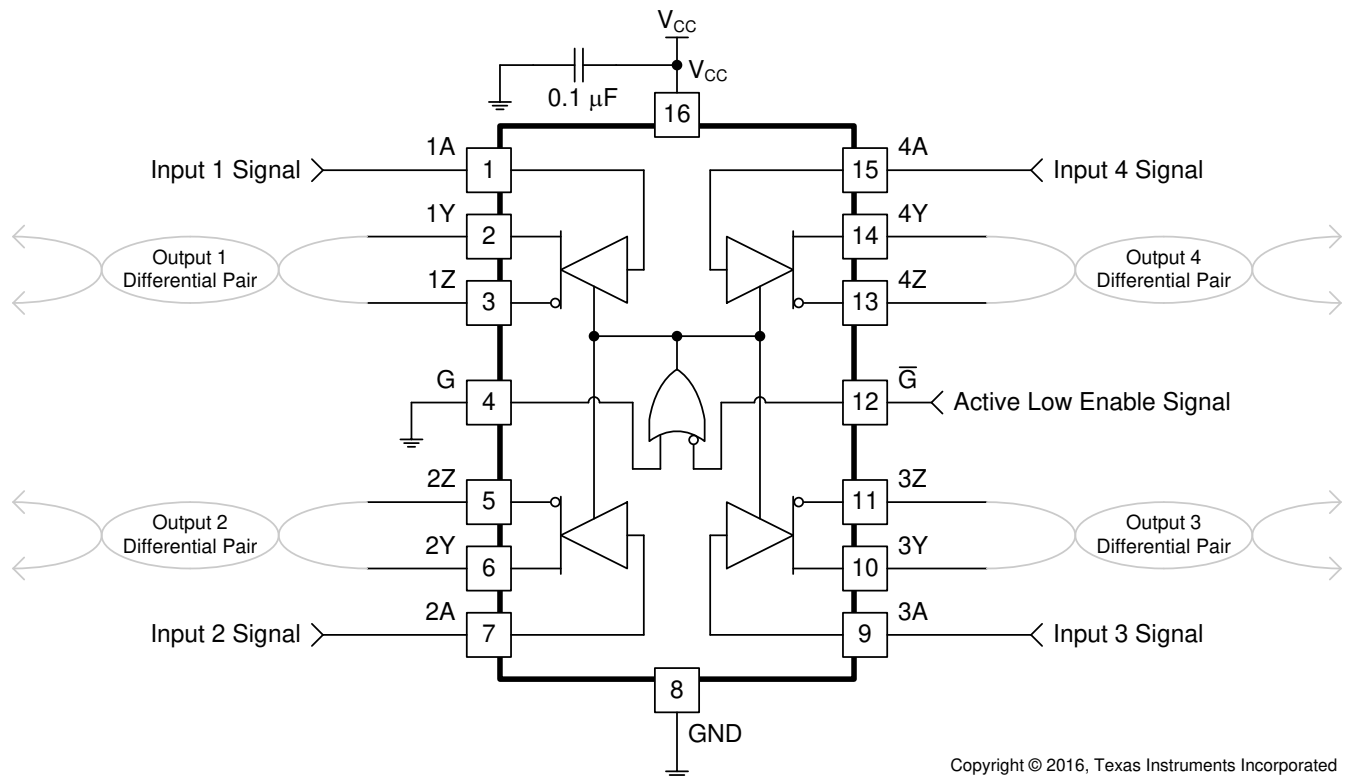 V_CC
V_CC
0.1 μF
16
1A
Input 1 Signal
1
15
4A
Input 4 Signal
1Y
2
14
4Y
Output 1
Differential Pair
Output 4
Differential Pair
1Z
3
13
4Z
G
4
12
G̅
Active Low Enable Signal
2Z
5
11
3Z
Output 2
Differential Pair
Output 3
Differential Pair
2Y
6
10
3Y
2A
Input 2 Signal
7
9
3A
Input 3 Signal
8
GND
Copyright © 2016, Texas Instruments Incorporated